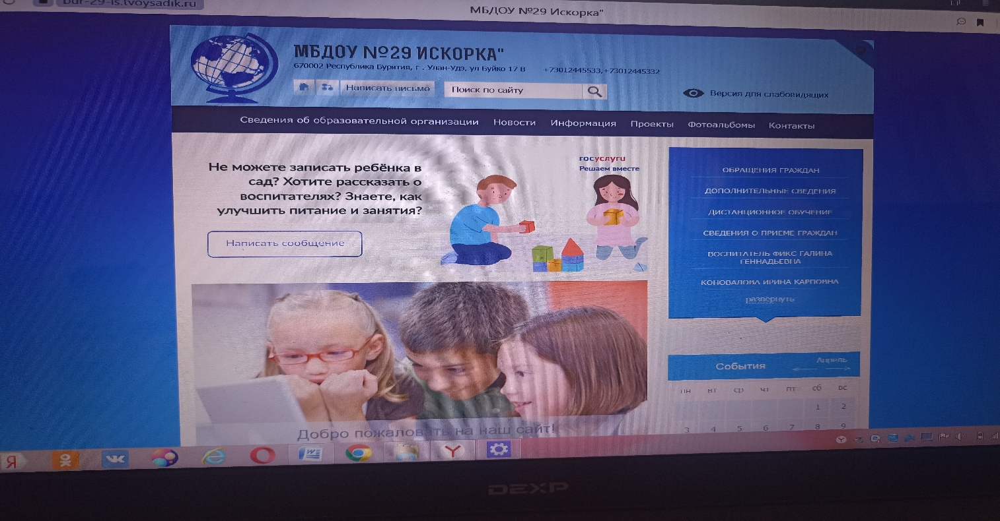 bur-29-is.tvoysadik.ru
МБДОУ №29 Искорка"
МБДОУ №29 ИСКОРКА"
670002 Республика Бурятия, г . Улан-Удэ, ул Буйко 17 В +73012445533,+73012445332
Написать письмо Поиск по сайту
Версия для слабовидящих
Сведения об образовательной организации Новости Информация Проекты Фотоальбомы Контакты
Не можете записать ребёнка в
сад? Хотите рассказать о
воспитателях? Знаете, как
улучшить питание и занятия?
Написать сообщение
госуслуги
Решаем вместе
ОБРАЩЕНИЯ ГРАЖДАН
ДОПОЛНИТЕЛЬНЫЕ СВЕДЕНИЯ
ДИСТАНЦИОННОЕ ОБУЧЕНИЕ
СВЕДЕНИЯ О ПРИЕМЕ ГРАЖДАН
ВОСПИТАТЕЛЬ ФИКС ГАЛИНА
ГЕННАДЬЕВНА
КОНОВАЛОВА ИРИНА КАРПОВНА
развернуть
События Апрель
пн вт ср чт пт сб вс
1 2
3 4 5 6 7 8 9
Добро пожаловать на наш сайт!
DEXP